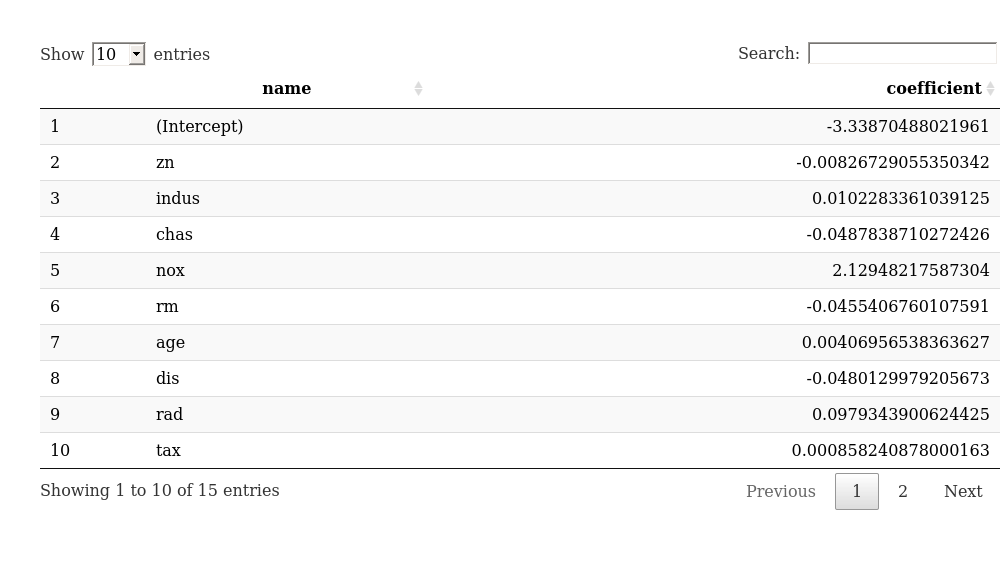 Show 10 entries Search:
name coefficient
1 (Intercept) -3.33870488021961
2 zn -0.00826729055350342
3 indus 0.0102283361039125
4 chas -0.0487838710272426
5 nox 2.12948217587304
6 rm -0.0455406760107591
7 age 0.00406956538363627
8 dis -0.0480129979205673
9 rad 0.0979343900624425
10 tax 0.000858240878000163
Showing 1 to 10 of 15 entries Previous 1 2 Next